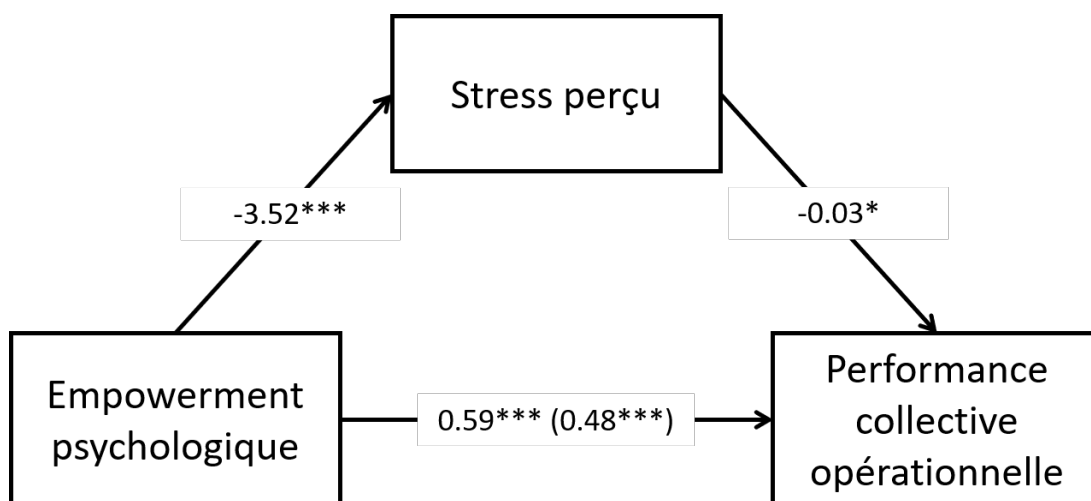 Stress perçu
-3.52***
-0.03*
Empowerment
psychologique
0.59*** (0.48***)
Performance
collective
opérationnelle